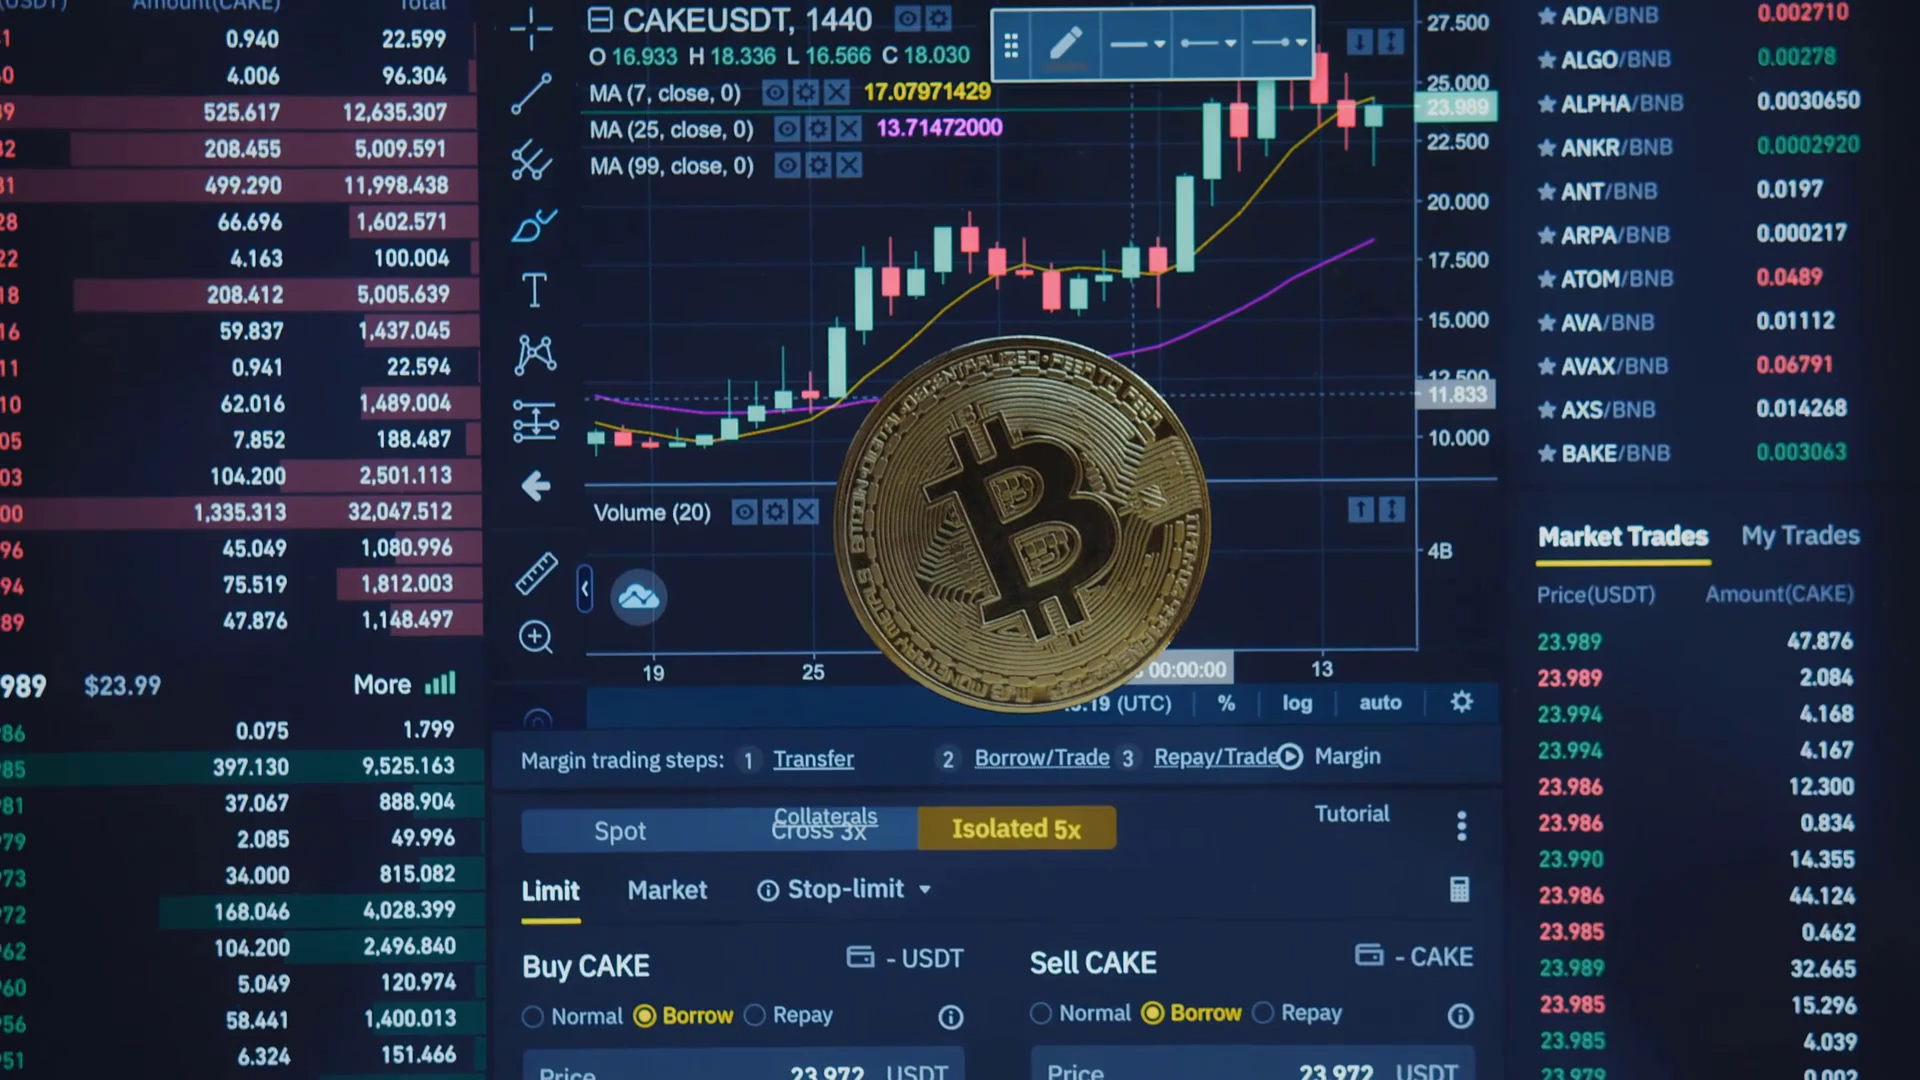 Amount(CAKE) Total
0.940 22.599
4.006 96.304
525.617 12,635.307
208.455 5,009.591
499.290 11,998.438
66.696 1,602.571
4.163 100.004
208.412 5,005.639
59.837 1,437.045
0.941 22.594
62.016 1,489.004
7.852 188.487
104.200 2,501.113
1,335.313 32,047.512
45.049 1,080.996
75.519 1,812.003
47.876 1,148.497
989 $23.99 More
0.075 1.799
397.130 9,525.163
37.067 888.904
2.085 49.996
34.000 815.082
168.046 4,028.399
104.200 2,496.840
5.049 120.974
58.441 1,400.013
6.324 151.466
CAKEUSDT, 1440
O 16.933 H 18.336 L 16.566 C 18.030
MA (7, close, 0) 17.07971429
MA (25, close, 0) 13.71472000
MA (99, close, 0)
27.500
25.000
23.989
22.500
20.000
17.500
15.000
12.500
11.833
10.000
Volume (20)
4B
19 25 00:00:00 13
(UTC) % log auto
BITCOIN•DIGITAL•DECENTRALIZED•PEER TO PEER
Margin trading steps: 1 Transfer 2 Borrow/Trade 3 Repay/Trade Margin
Collaterals Tutorial
Spot Cross 3x Isolated 5x
Limit Market Stop-limit
Buy CAKE - USDT
Normal Borrow Repay
Price 23.972 USDT
Sell CAKE - CAKE
Normal Borrow Repay
Price 23.972 USDT
ADA/BNB 0.002710
ALGO/BNB 0.00278
ALPHA/BNB 0.0030650
ANKR/BNB 0.0002920
ANT/BNB 0.0197
ARPA/BNB 0.000217
ATOM/BNB 0.0489
AVA/BNB 0.01112
AVAX/BNB 0.06791
AXS/BNB 0.014268
BAKE/BNB 0.003063
Market Trades My Trades
Price(USDT) Amount(CAKE)
23.989 47.876
23.989 2.084
23.994 4.168
23.994 4.167
23.986 12.300
23.986 0.834
23.990 14.355
23.986 44.124
23.985 0.462
23.989 32.665
23.985 15.296
23.985 4.039
23.979 0.002